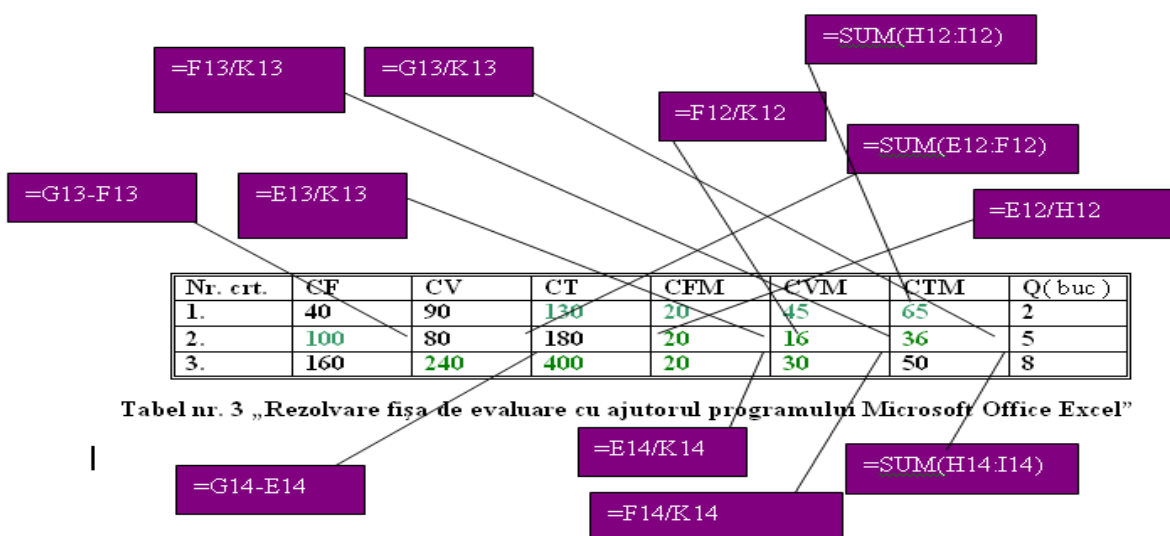 =SUM(H12:I12)
=F13/K13
=G13/K13
=F12/K12
=SUM(E12:F12)
=G13-F13
=E13/K13
=E12/H12
Nr. crt. CF CV CT CFM CVM CTM Q( buc )
1. 40 90 130 20 45 65 2
2. 100 80 180 20 16 36 5
3. 160 240 400 20 30 50 8
Tabel nr. 3 „Rezolvare fişa de evaluare cu ajutorul programului Microsoft Office Excel”
=E14/K14
=SUM(H14:I14)
=G14-E14
=F14/K14